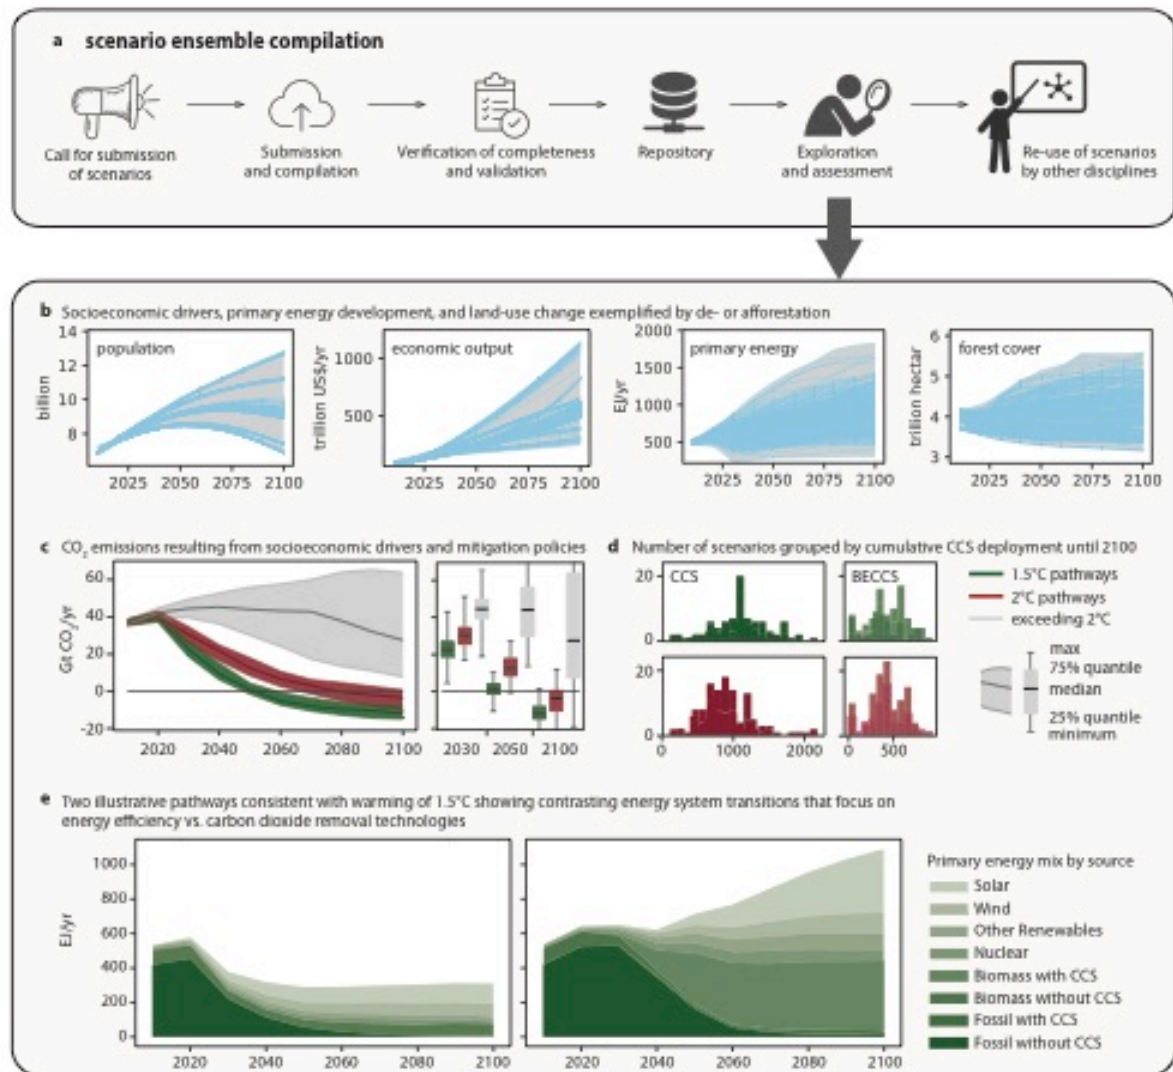 a scenario ensemble compilation
Call for submission
of scenarios
Submission
and compilation
Verification of completeness
and validation
Repository
Exploration
and assessment
Re-use of scenarios
by other disciplines
b Socioeconomic drivers, primary energy development, and land-use change exemplified by de- or afforestation
population
billion
14
12
10
8
2025 2050 2075 2100
economic output
trillion US$/yr
1000
500
2025 2050 2075 2100
primary energy
EJ/yr
2000
1500
1000
500
2025 2050 2075 2100
forest cover
trillion hectar
6
5
4
3
2025 2050 2075 2100
c CO2 emissions resulting from socioeconomic drivers and mitigation policies
Gt CO2/yr
60
40
20
0
-20
2020 2040 2060 2080 2100
2030 2050 2100
d Number of scenarios grouped by cumulative CCS deployment until 2100
CCS
20
0
BECCS
20
0
0 1000 2000
0 500
1.5°C pathways
2°C pathways
exceeding 2°C
max
75% quantile
median
25% quantile
minimum
e Two illustrative pathways consistent with warming of 1.5°C showing contrasting energy system transitions that focus on
energy efficiency vs. carbon dioxide removal technologies
EJ/yr
1000
800
600
400
200
0
2020 2040 2060 2080 2100
2020 2040 2060 2080 2100
Primary energy mix by source
Solar
Wind
Other Renewables
Nuclear
Biomass with CCS
Biomass without CCS
Fossil with CCS
Fossil without CCS